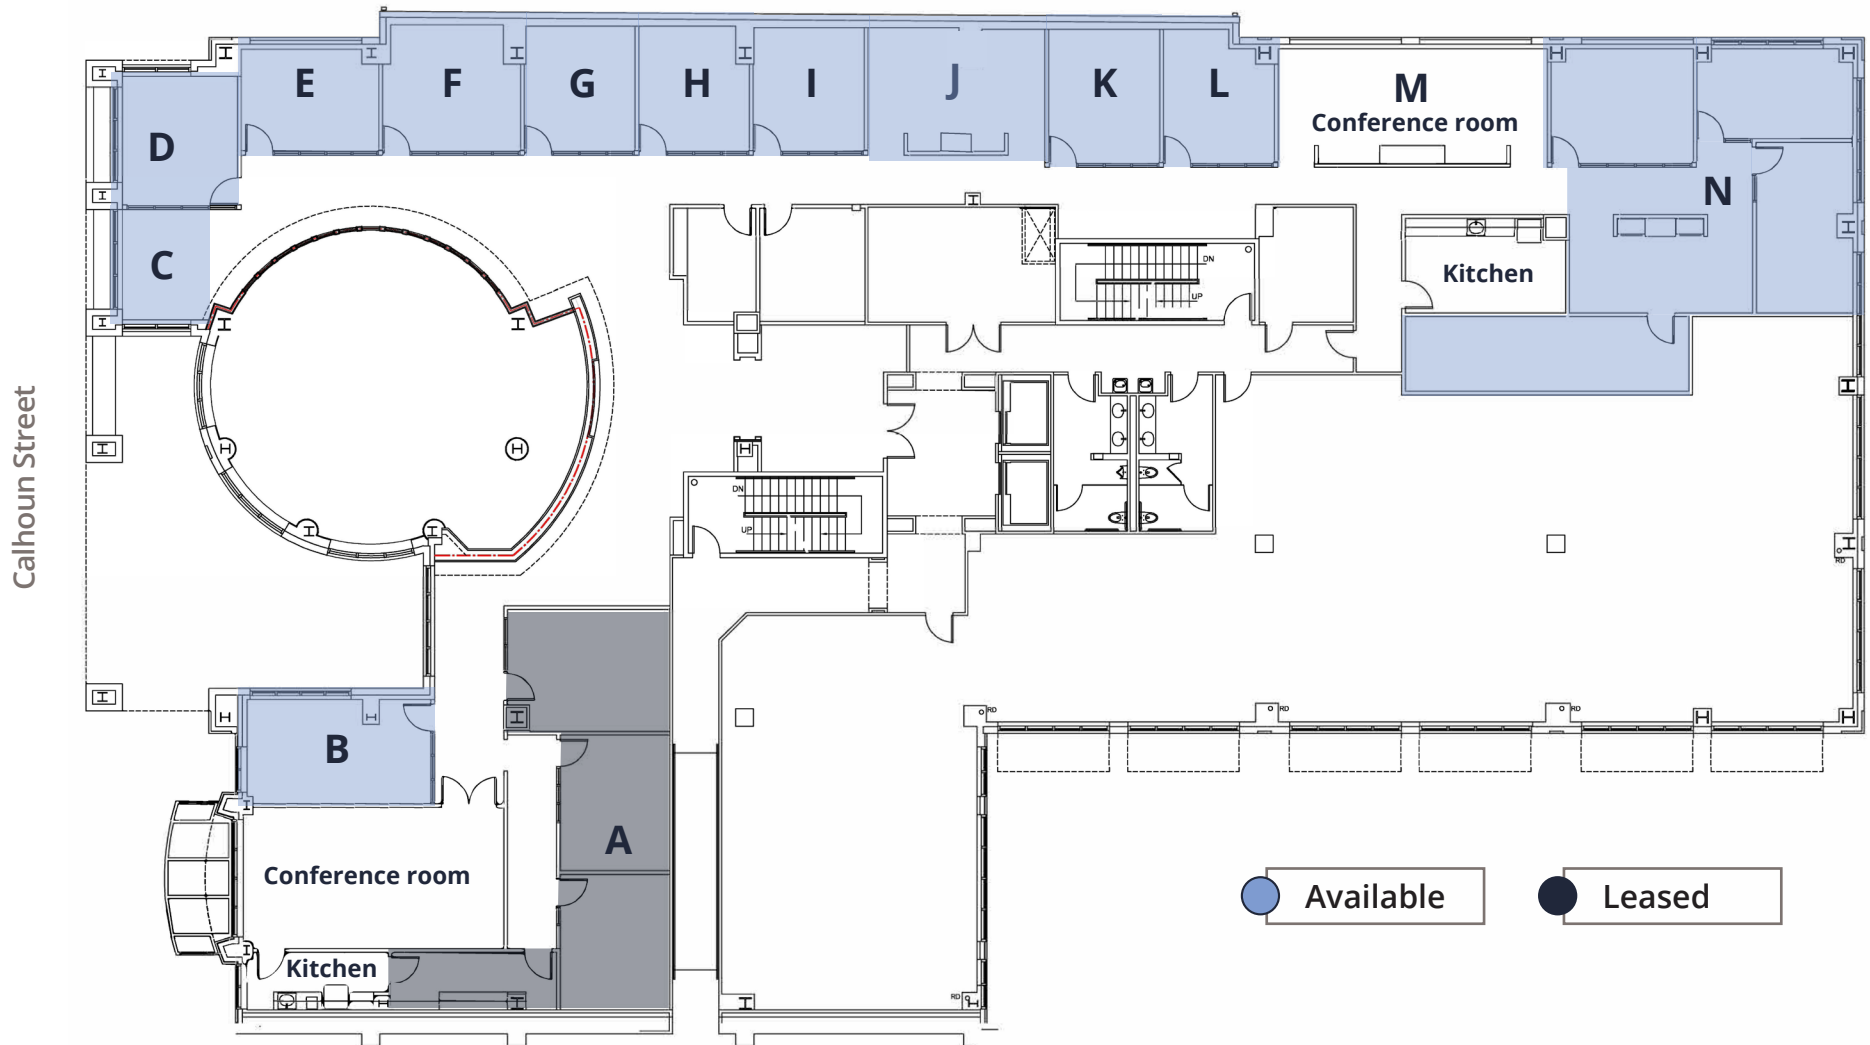 E
F
G
H
I
J
K
L
M
Conference room
D
C
N
DN
UP
Kitchen
Calhoun Street
DN
UP
RD
RD
RD
RD
B
A
Conference room
Kitchen
RD
Available
Leased